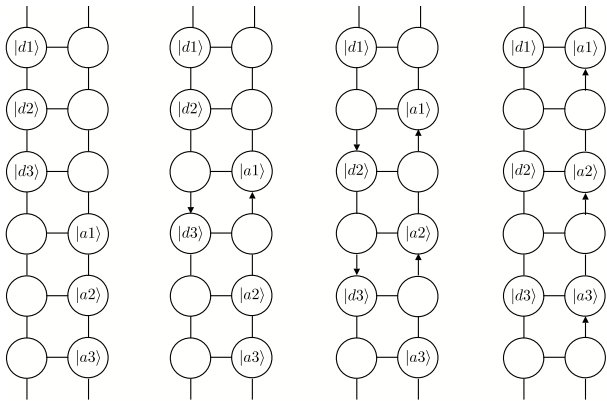 |d1⟩ |d1⟩ |d1⟩ |d1⟩ |a1⟩
|d2⟩ |d2⟩ |a1⟩
|d3⟩ |a1⟩ |d2⟩ |d2⟩ |a2⟩
|a1⟩ |d3⟩ |a2⟩
|a2⟩ |a2⟩ |d3⟩ |d3⟩ |a3⟩
|a3⟩ |a3⟩ |a3⟩